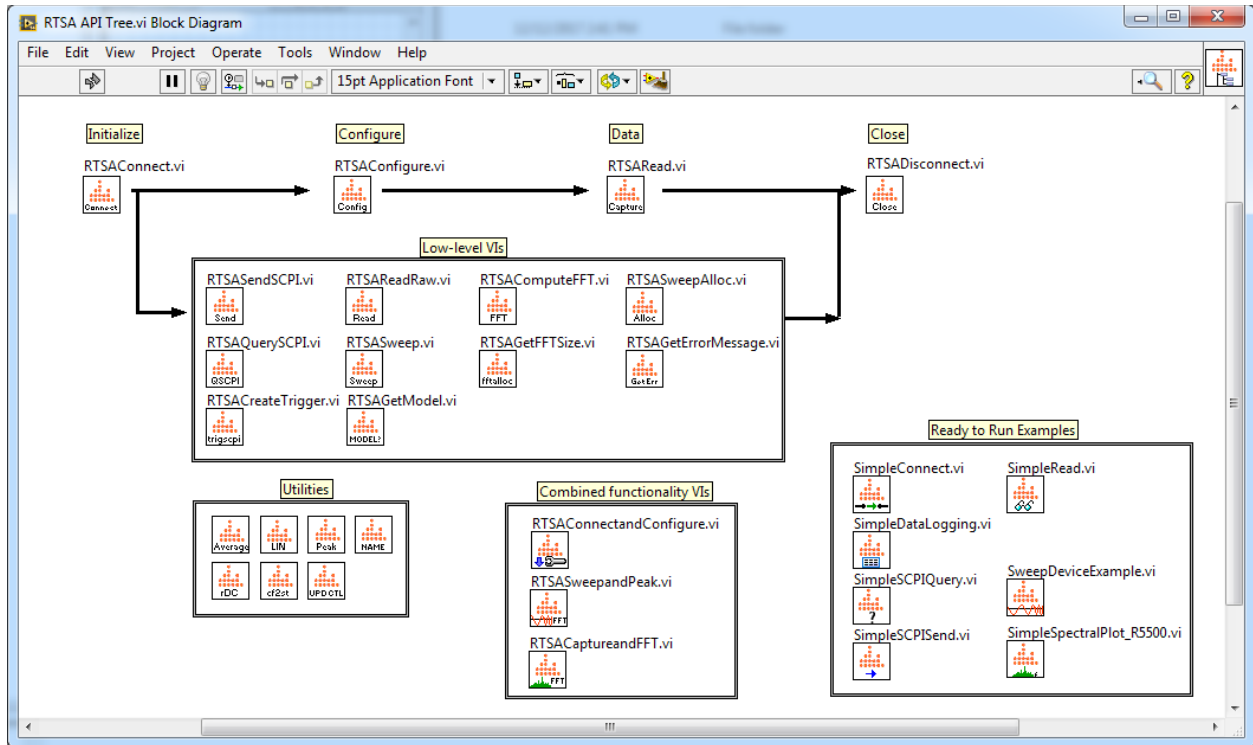 RTSA API Tree.vi Block Diagram
File Edit View Project Operate Tools Window Help
15pt Application Font
Initialize Configure Data Close
RTSAConnect.vi RTSAConfigure.vi RTSARead.vi RTSADisconnect.vi
Connect Config Capture Close
Low-level VIs
RTSASendSCPI.vi RTSAReadRaw.vi RTSAComputeFFT.vi RTSASweepAlloc.vi
Send Read FFT Alloc
RTSAQuerySCPI.vi RTSASweep.vi RTSAGetFFTSize.vi RTSAGetErrorMessage.vi
QSCPI Sweep fftalloc GetErr
RTSACreateTrigger.vi RTSAGetModel.vi
trigscpi MODEL?
Utilities
Average LIN Peak NAME
rDC cf2st UPDCTL
Combined functionality VIs
RTSAConnectandConfigure.vi
RTSASweepandPeak.vi
FFT
RTSACaptureandFFT.vi
FFT
Ready to Run Examples
SimpleConnect.vi SimpleRead.vi
SimpleDataLogging.vi
SimpleSCPIQuery.vi SweepDeviceExample.vi
?
SimpleSCPISend.vi SimpleSpectralPlot_R5500.vi